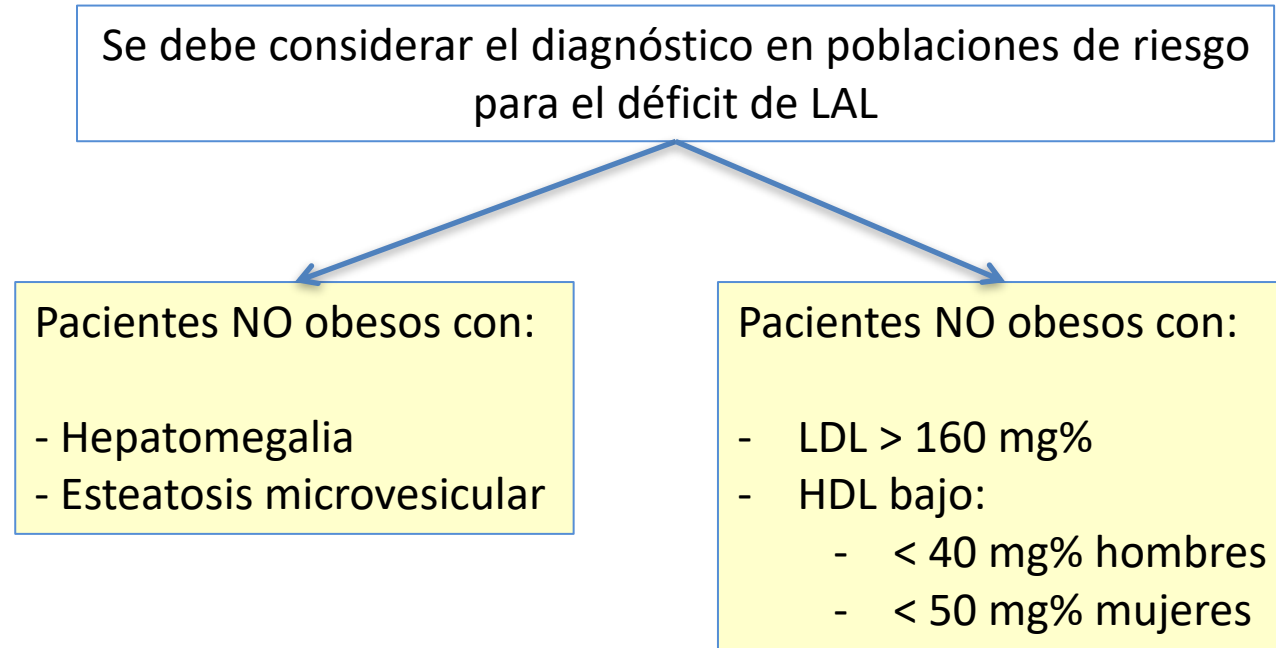 Se debe considerar el diagnóstico en poblaciones de riesgo
para el déficit de LAL
Pacientes NO obesos con:
- Hepatomegalia
- Esteatosis microvesicular
Pacientes NO obesos con:
- LDL > 160 mg%
- HDL bajo:
- < 40 mg% hombres
- < 50 mg% mujeres